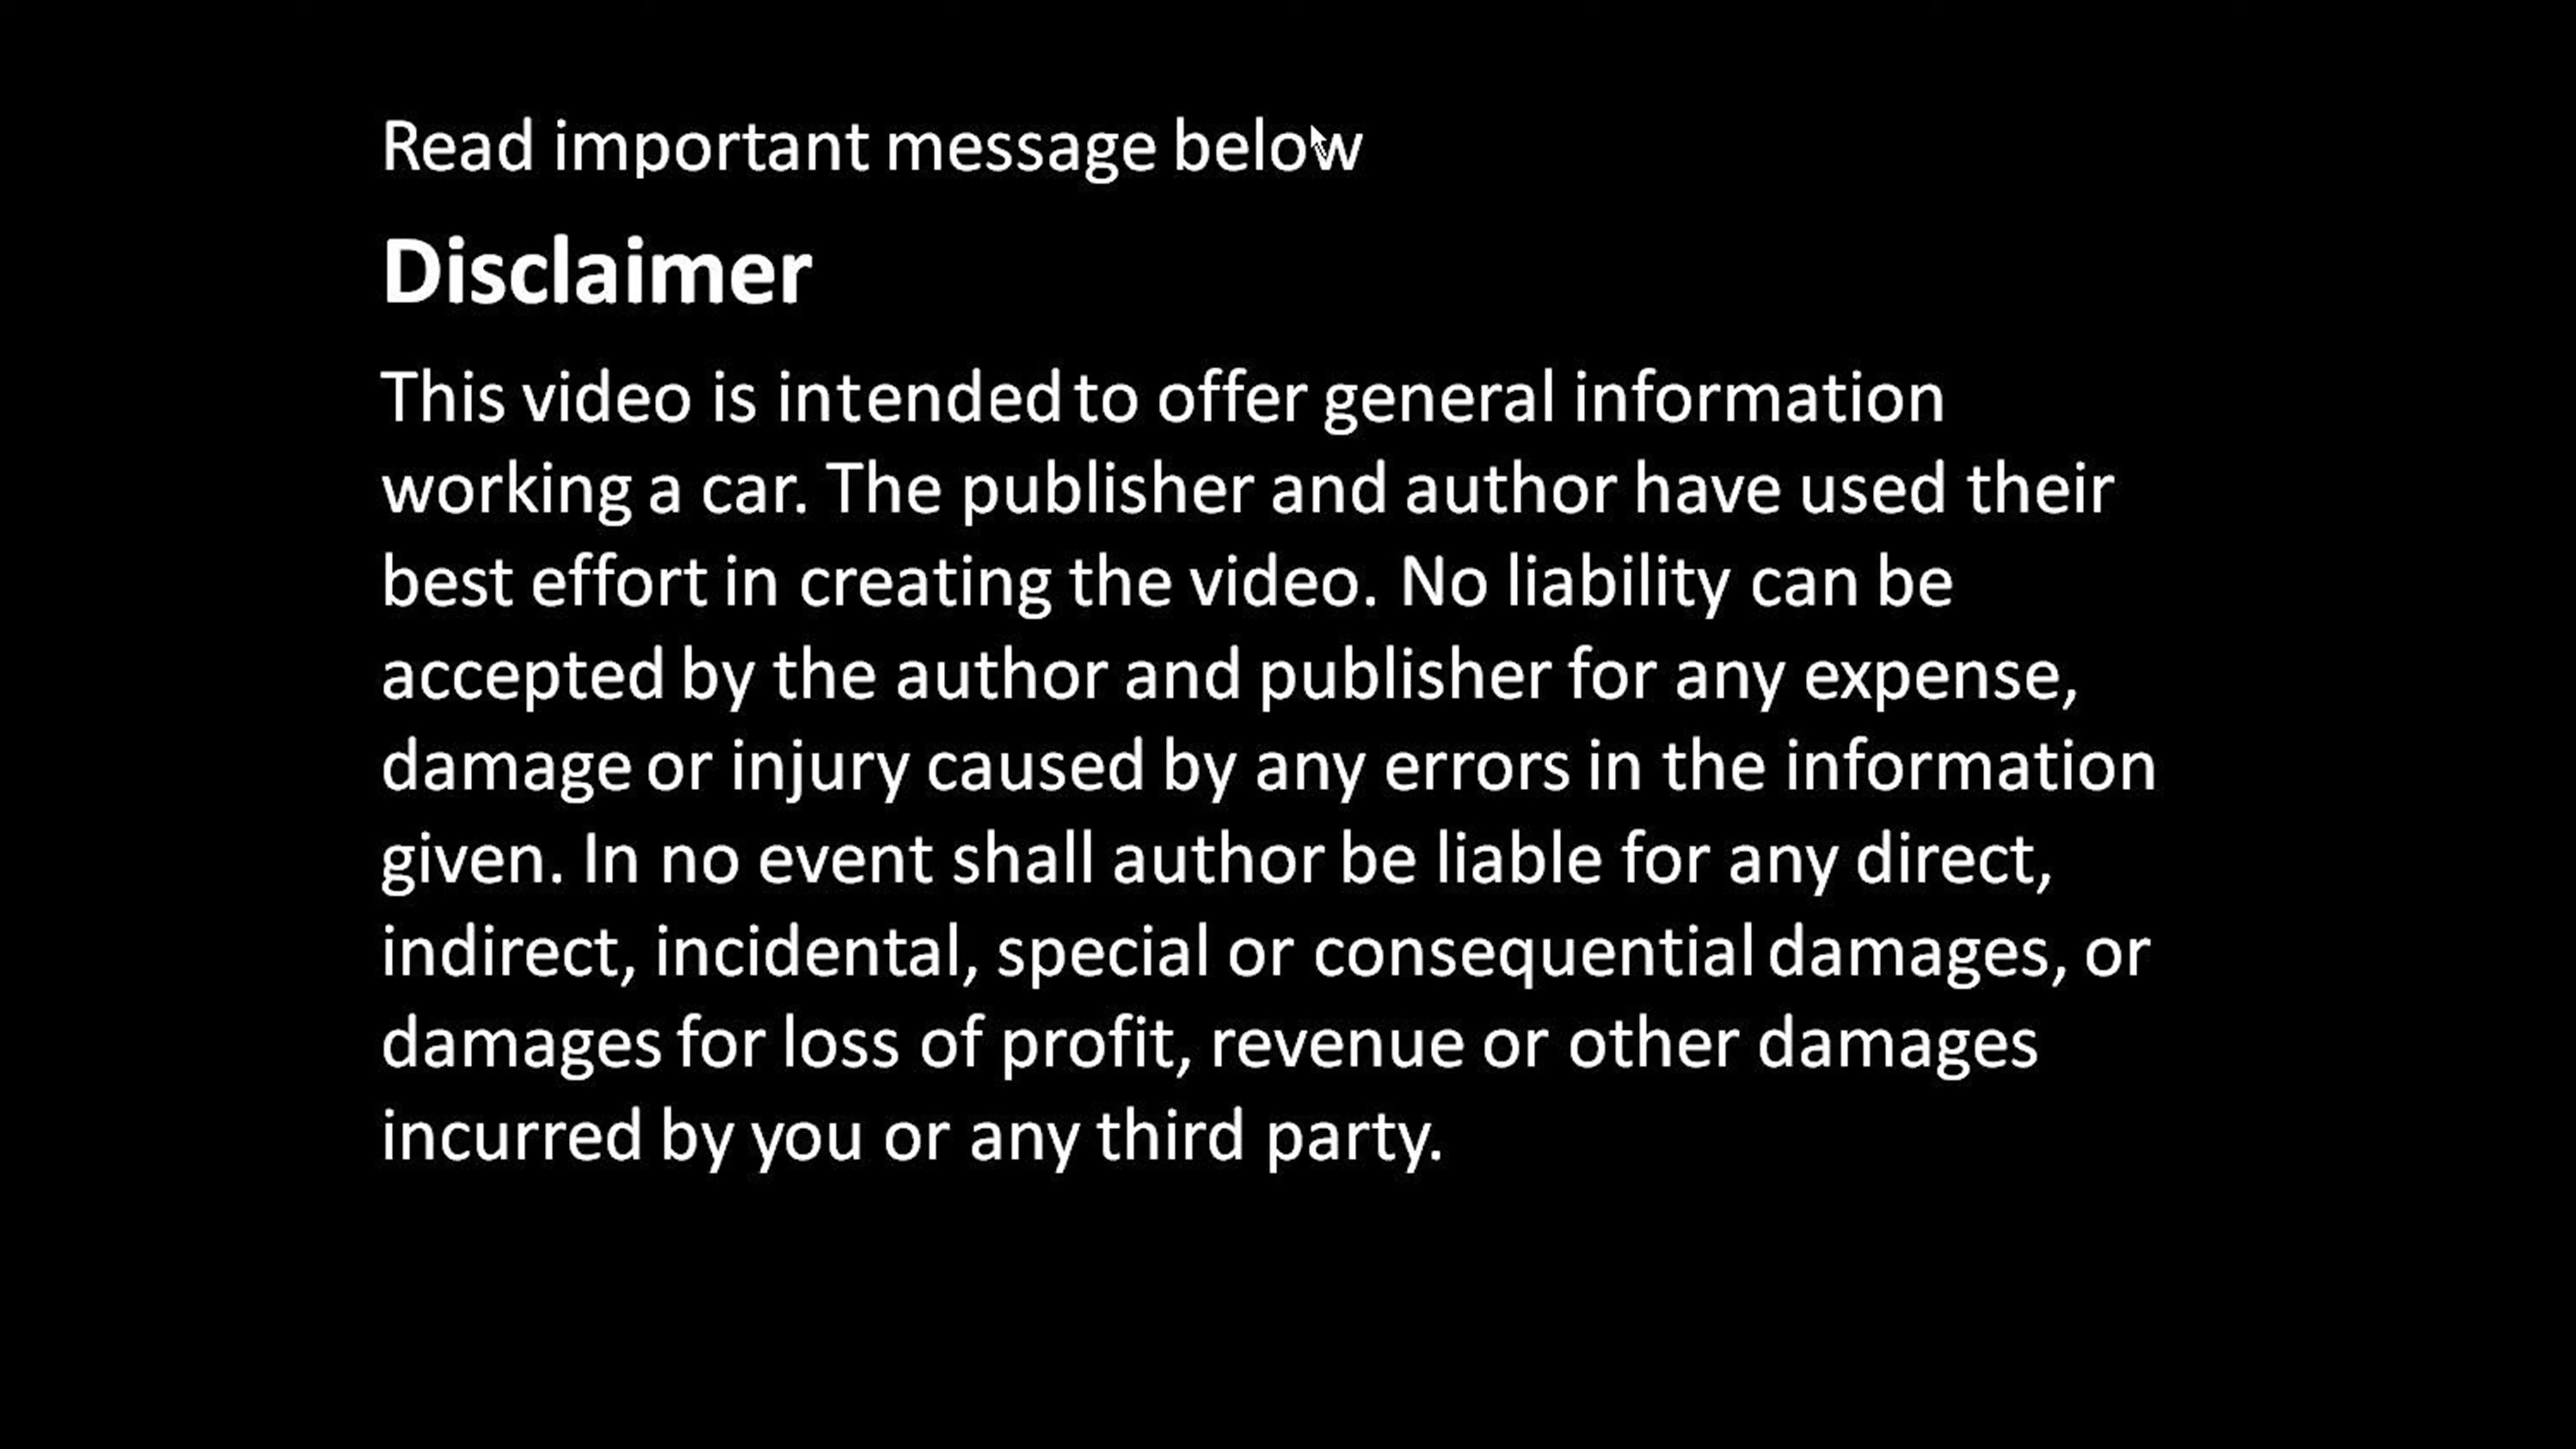 Read important message below
Disclaimer
This video is intended to offer general information
working a car. The publisher and author have used their
best effort in creating the video. No liability can be
accepted by the author and publisher for any expense,
damage or injury caused by any errors in the information
given. In no event shall author be liable for any direct,
indirect, incidental, special or consequential damages, or
damages for loss of profit, revenue or other damages
incurred by you or any third party.